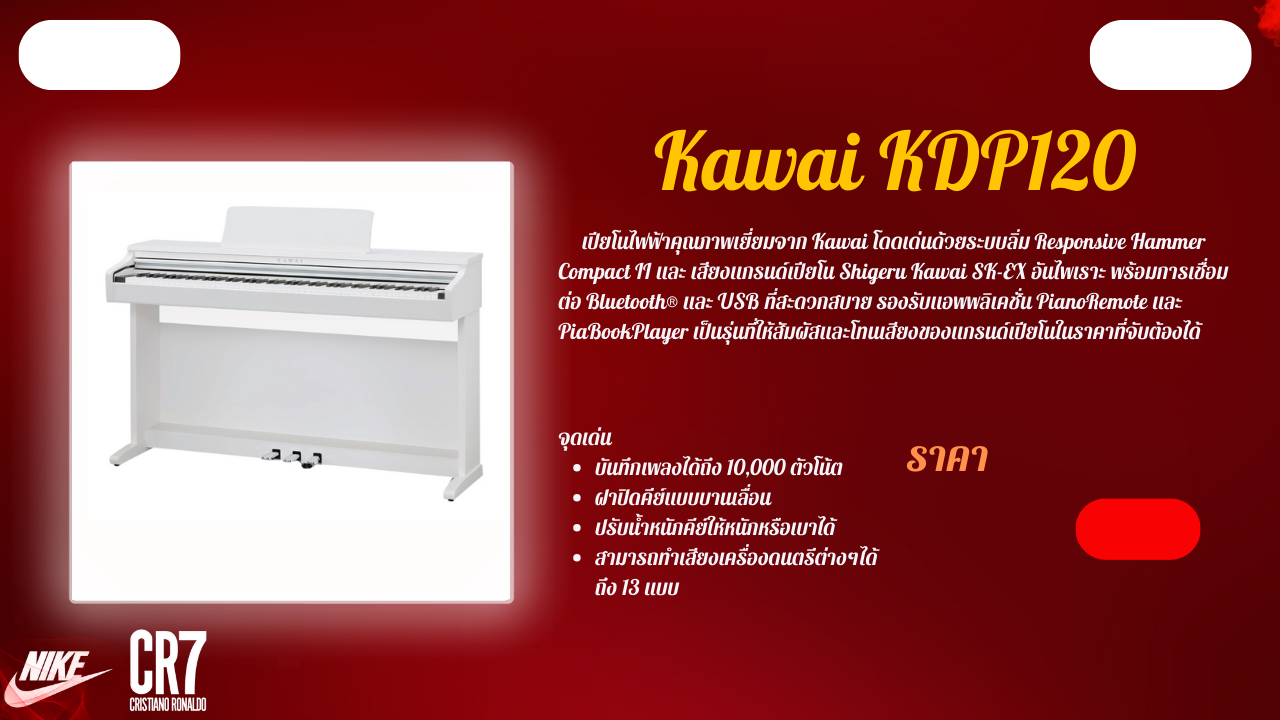 Kawai KDP120
เปียโนไฟฟ้าคุณภาพเยี่ยมจาก Kawai โดดเด่นด้วยระบบลิ่ม Responsive Hammer
Compact II และ เสียงแกรนด์เปียโน Shigeru Kawai SK-EX อันไพเราะ พร้อมการเชื่อม
ต่อ Bluetooth® และ USB ที่สะดวกสบาย รองรับแอพพลิเคชั่น PianoRemote และ
PiaBookPlayer เป็นรุ่นที่ให้สัมผัสและโทนเสียงของแกรนด์เปียโนในราคาที่จับต้องได้
KAWAI
จุดเด่น
บันทึกเพลงได้ถึง 10,000 ตัวโน้ต
ฝาปิดคีย์แบบบานเลื่อน
ปรับน้ำหนักคีย์ให้หนักหรือเบาได้
สามารถทำเสียงเครื่องดนตรีต่างๆได้
ถึง 13 แบบ
ราคา
NIKE
CR7
CRISTIANO RONALDO